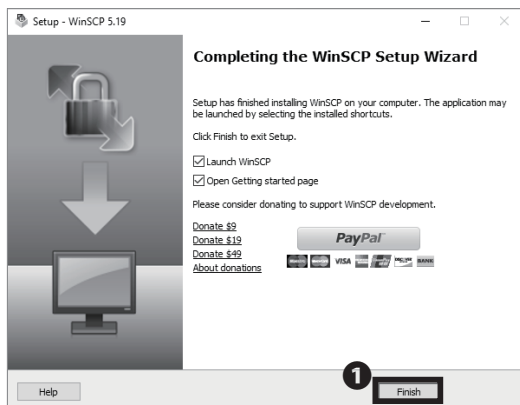 Setup - WinSCP 5.19
Completing the WinSCP Setup Wizard
Setup has finished installing WinSCP on your computer. The application may
be launched by selecting the installed shortcuts.
Click Finish to exit Setup.
Launch WinSCP
Open Getting started page
Please consider donating to support WinSCP development.
Donate $9
Donate $19
Donate $49
About donations
PayPal
VISA
BANK
1
Help
Finish